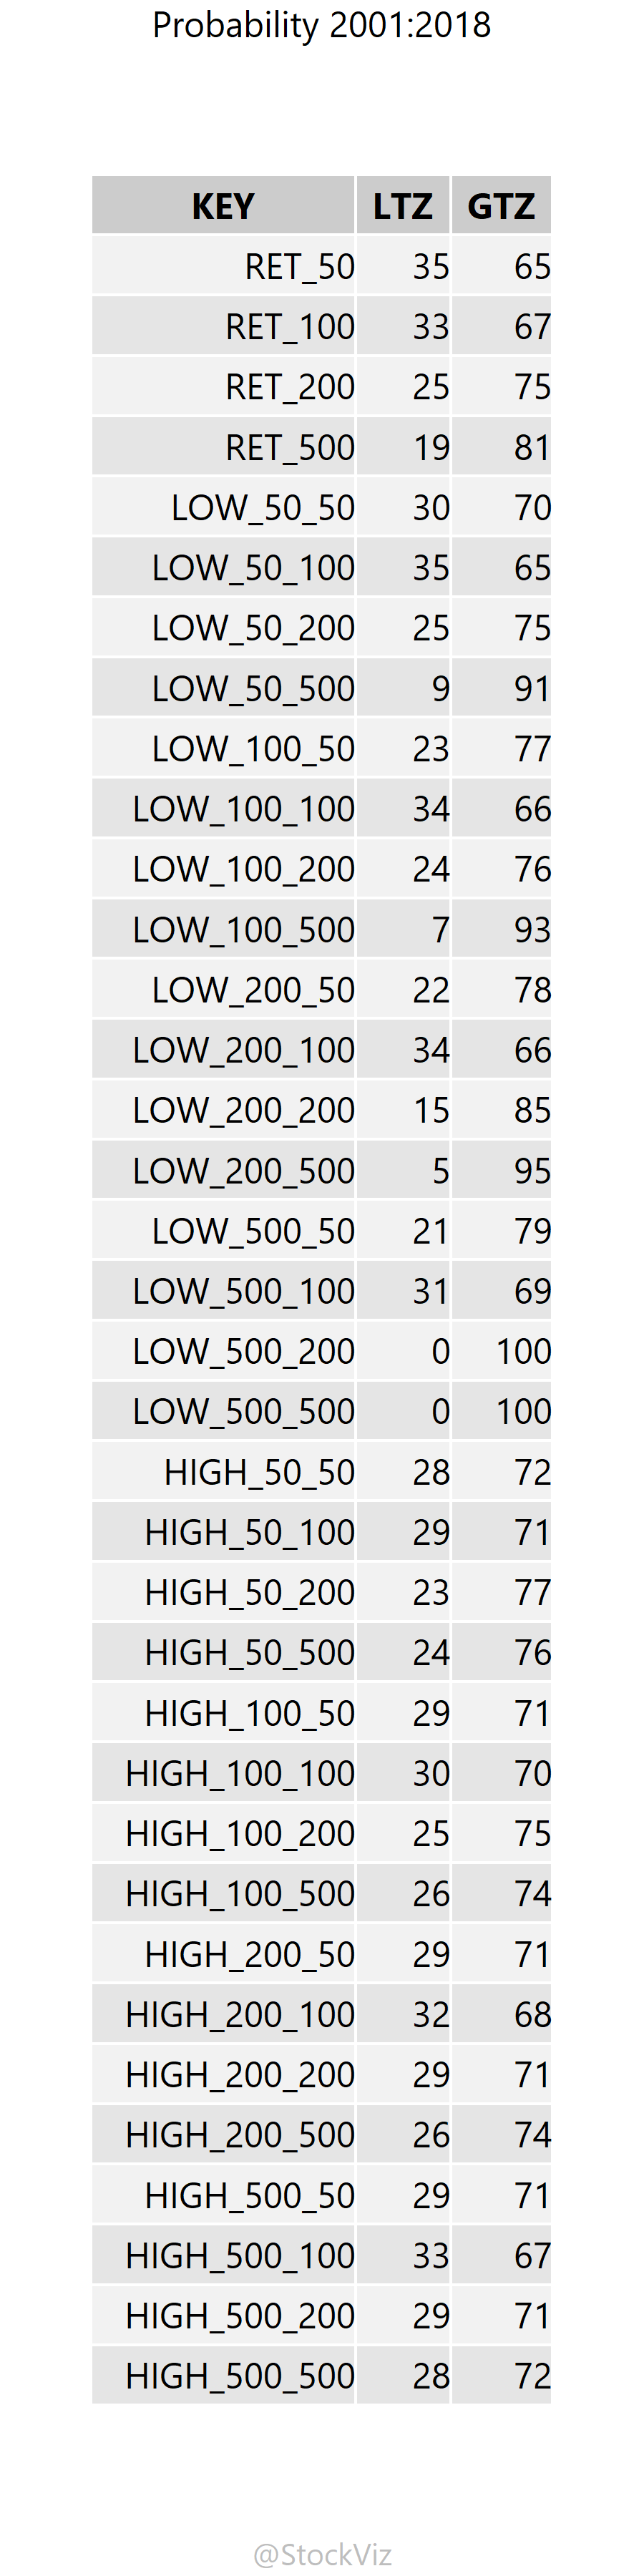 Probability 2001:2018
KEY LTZ GTZ
RET_50 35 65
RET_100 33 67
RET_200 25 75
RET_500 19 81
LOW_50_50 30 70
LOW_50_100 35 65
LOW_50_200 25 75
LOW_50_500 9 91
LOW_100_50 23 77
LOW_100_100 34 66
LOW_100_200 24 76
LOW_100_500 7 93
LOW_200_50 22 78
LOW_200_100 34 66
LOW_200_200 15 85
LOW_200_500 5 95
LOW_500_50 21 79
LOW_500_100 31 69
LOW_500_200 0 100
LOW_500_500 0 100
HIGH_50_50 28 72
HIGH_50_100 29 71
HIGH_50_200 23 77
HIGH_50_500 24 76
HIGH_100_50 29 71
HIGH_100_100 30 70
HIGH_100_200 25 75
HIGH_100_500 26 74
HIGH_200_50 29 71
HIGH_200_100 32 68
HIGH_200_200 29 71
HIGH_200_500 26 74
HIGH_500_50 29 71
HIGH_500_100 33 67
HIGH_500_200 29 71
HIGH_500_500 28 72
@StockViz